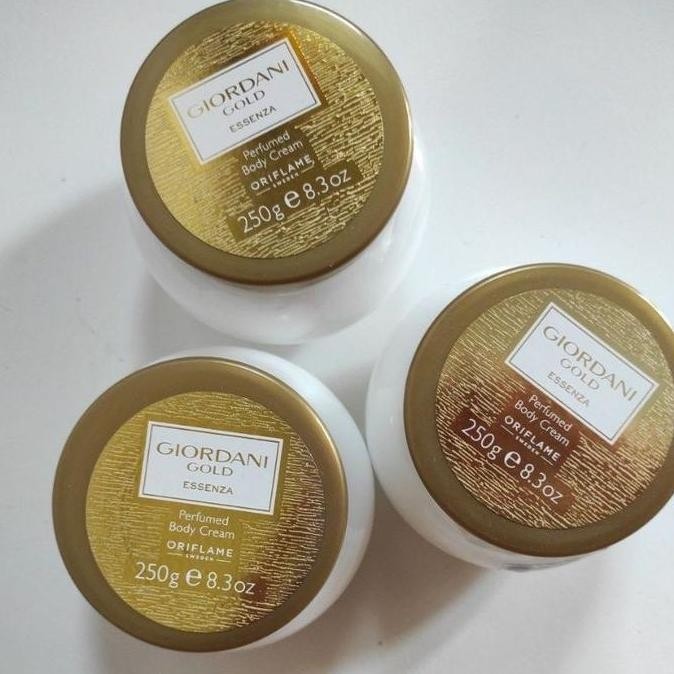 GIORDANI
GOLD
ESSENZA
Perfumed
Body Cream
ORIFLAME
SWEDEN
250g e 8.3oz
GIORDANI
GOLD
ESSENZA
Perfumed
Body Cream
ORIFLAME
SWEDEN
250g e 8.3oz
GIORDANI
GOLD
ESSENZA
Perfumed
Body Cream
ORIFLAME
SWEDEN
250g e 8.3oz